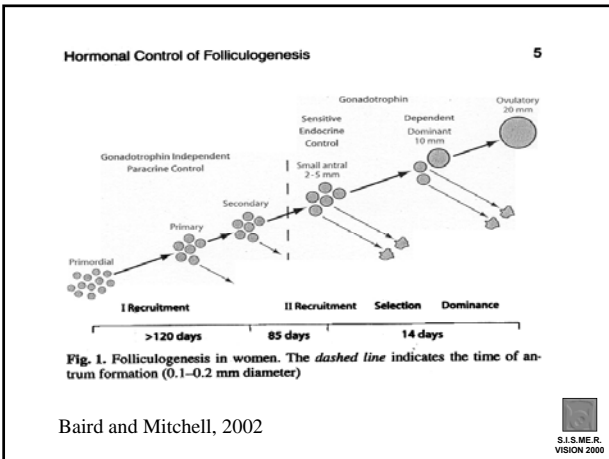 Hormonal Control of Folliculogenesis 5
Gonadotrophin
Ovulatory
20 mm
Sensitive
Endocrine
Control
Dependent
Dominant
10 mm
Gonadotrophin Independent
Paracrine Control
Small antral
2-5 mm
Secondary
Primary
Primordial
I Recruitment II Recruitment Selection Dominance
>120 days 85 days 14 days
Fig. 1. Folliculogenesis in women. The dashed line indicates the time of an-
trum formation (0.1–0.2 mm diameter)
Baird and Mitchell, 2002
S.I.S.ME.R.
VISION 2000